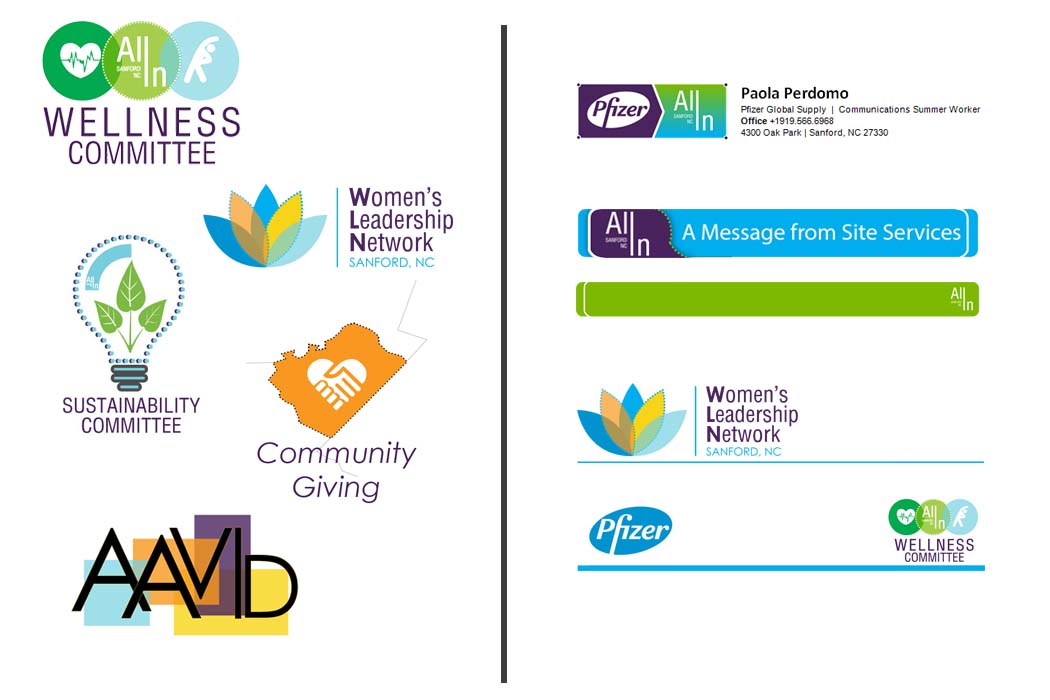 All
In
SANFORD
NC
WELLNESS
COMMITTEE
Women's
Leadership
Network
SANFORD, NC
All
In
SUSTAINABILITY
COMMITTEE
Community
Giving
AAVID
Pfizer
All
In
SANFORD
NC
Paola Perdomo
Pfizer Global Supply | Communications Summer Worker
Office +1919.566.6968
4300 Oak Park | Sanford, NC 27330
All
In
SANFORD
NC
A Message from Site Services
All
In
Women's
Leadership
Network
SANFORD, NC
Pfizer
All
In
WELLNESS
COMMITTEE